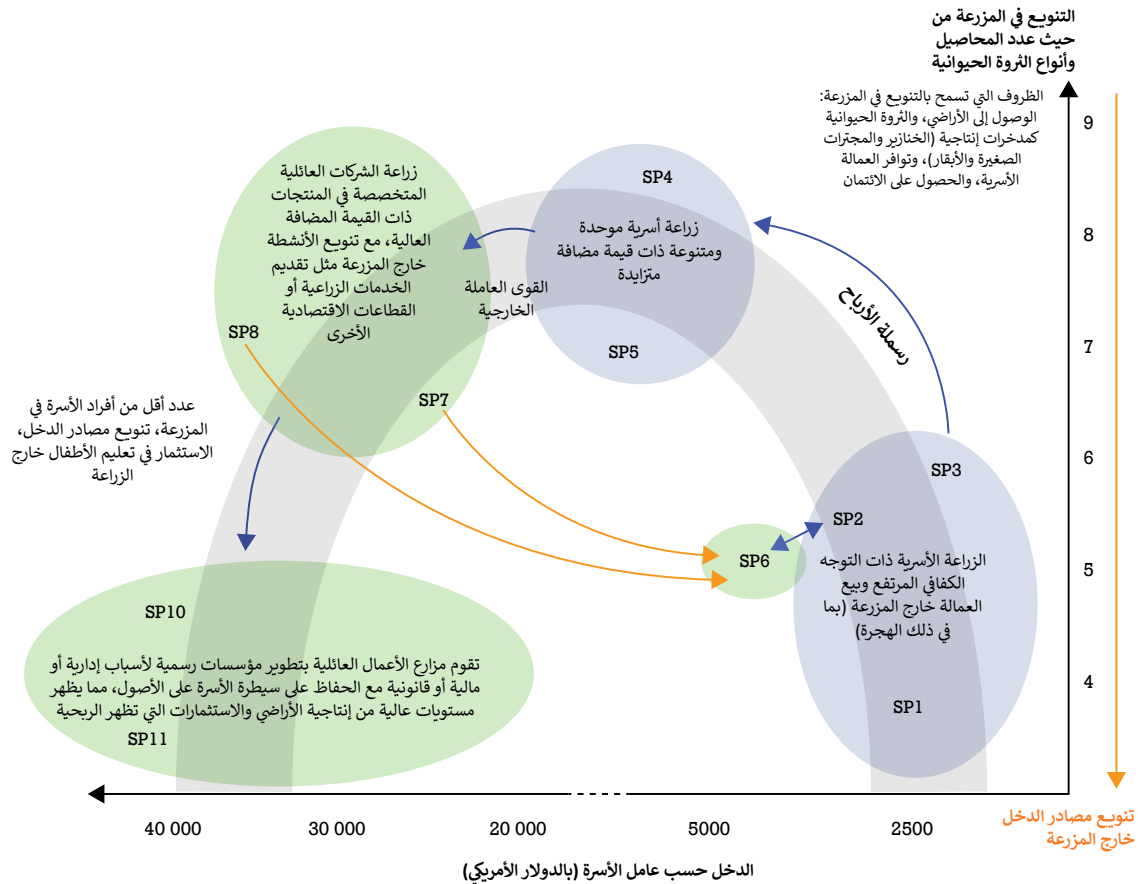 التنويع في المزرعة من
حيث عدد المحاصيل
وأنواع الثروة الحيوانية
الظروف التي تسمح بالتنويع في المزرعة:
الوصول إلى الأراضي، والثروة الحيوانية
كمدخرات إنتاجية (الخنازير والمجترات
الصغيرة والأبقار)، وتوافر العمالة
الأسرية، والحصول على الائتمان
9
8
7
6
5
4
زراعة الشركات العائلية
المتخصصة في المنتجات
ذات القيمة المضافة
العالية، مع تنويع الأنشطة
خارج المزرعة مثل تقديم
الخدمات الزراعية أو
القطاعات الاقتصادية
الأخرى
SP8
SP7
SP4
زراعة أسرية موحدة
ومتنوعة ذات قيمة مضافة
متزايدة
SP5
القوى العاملة
الخارجية
رسملة الأرباح
عدد أقل من أفراد الأسرة في
المزرعة، تنويع مصادر الدخل،
الاستثمار في تعليم الأطفال خارج
الزراعة
SP3
SP2
SP6
الزراعة الأسرية ذات التوجه
الكفافي المرتفع وبيع
العمالة خارج المزرعة (بما
في ذلك الهجرة)
SP1
SP10
تقوم مزارع الأعمال العائلية بتطوير مؤسسات رسمية لأسباب إدارية أو
مالية أو قانونية مع الحفاظ على سيطرة الأسرة على الأصول، مما يظهر
مستويات عالية من إنتاجية الأراضي والاستثمارات التي تظهر الربحية
SP11
تنويع مصادر الدخل
خارج المزرعة
40 000
30 000
20 000
5000
2500
الدخل حسب عامل الأسرة (بالدولار الأمريكي)